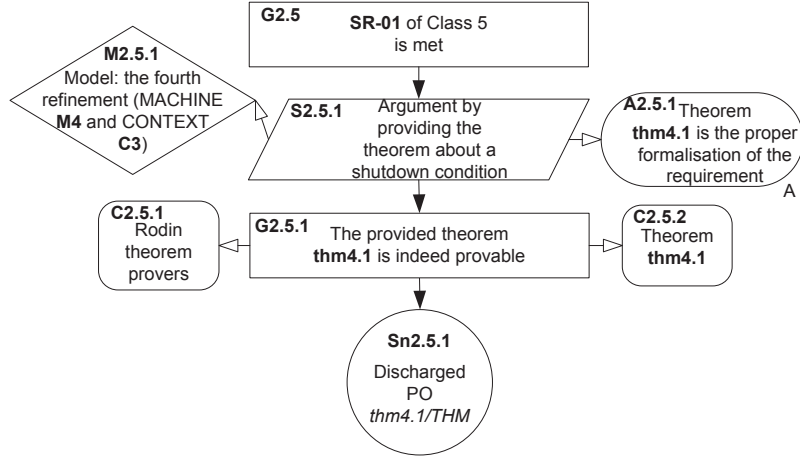 G2.5
SR-01 of Class 5
is met
M2.5.1
Model: the fourth
refinement (MACHINE
M4 and CONTEXT
C3)
S2.5.1
Argument by
providing the
theorem about a
shutdown condition
A2.5.1
Theorem
thm4.1 is the proper
formalisation of the
requirement
A
C2.5.1
Rodin
theorem
provers
G2.5.1
The provided theorem
thm4.1 is indeed provable
C2.5.2
Theorem
thm4.1
Sn2.5.1
Discharged
PO
thm4.1/THM